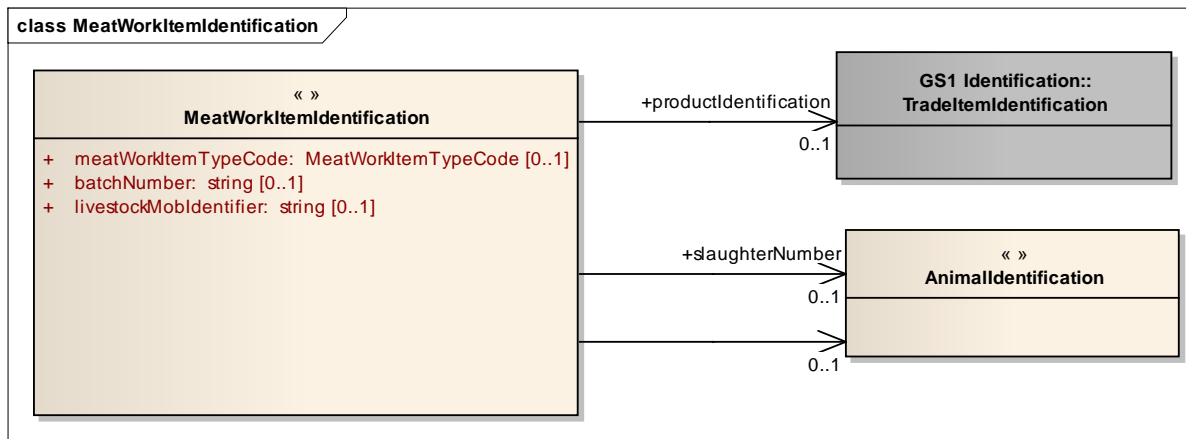 class MeatWorkItemIdentification
« »
MeatWorkItemIdentification
+ meatWorkItemTypeCode: MeatWorkItemTypeCode [0..1]
+ batchNumber: string [0..1]
+ livestockMobIdentifier: string [0..1]
+productIdentification
0..1
GS1 Identification::
TradeItemIdentification
+slaughterNumber
0..1
0..1
« »
AnimalIdentification